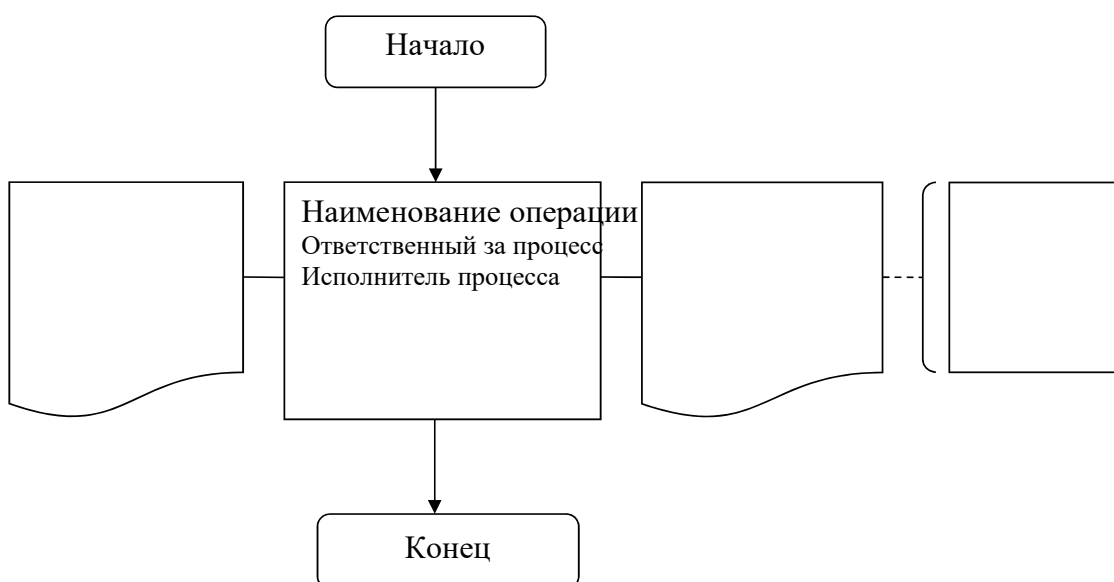 Начало
Наименование операции
Ответственный за процесс
Исполнитель процесса
Конец